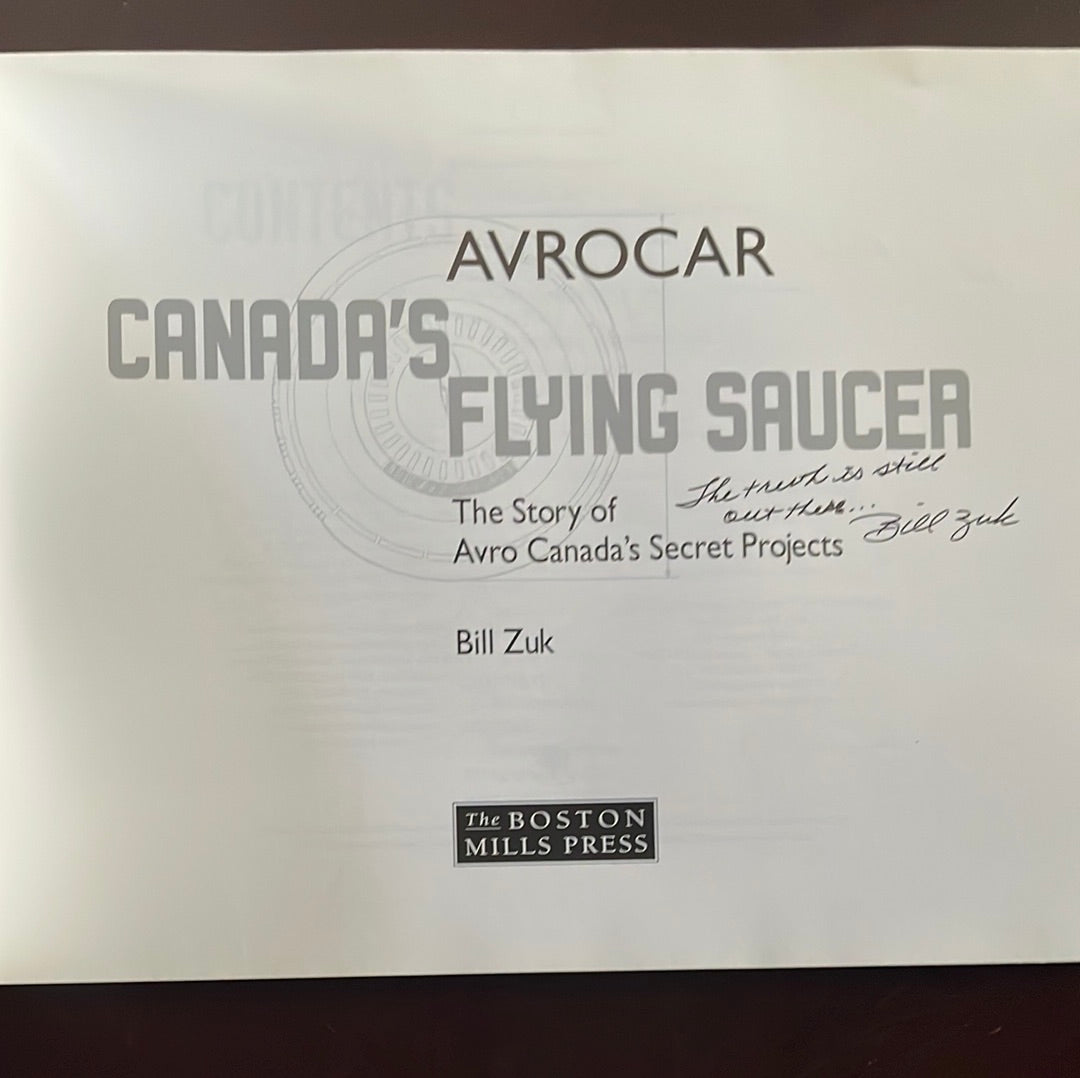 CONTENTS
AVROCAR
CANADA'S
FLYING SAUCER
The truth is still
out there...
Bill Zuk
The Story of
Avro Canada's Secret Projects
Bill Zuk
The BOSTON
MILLS PRESS